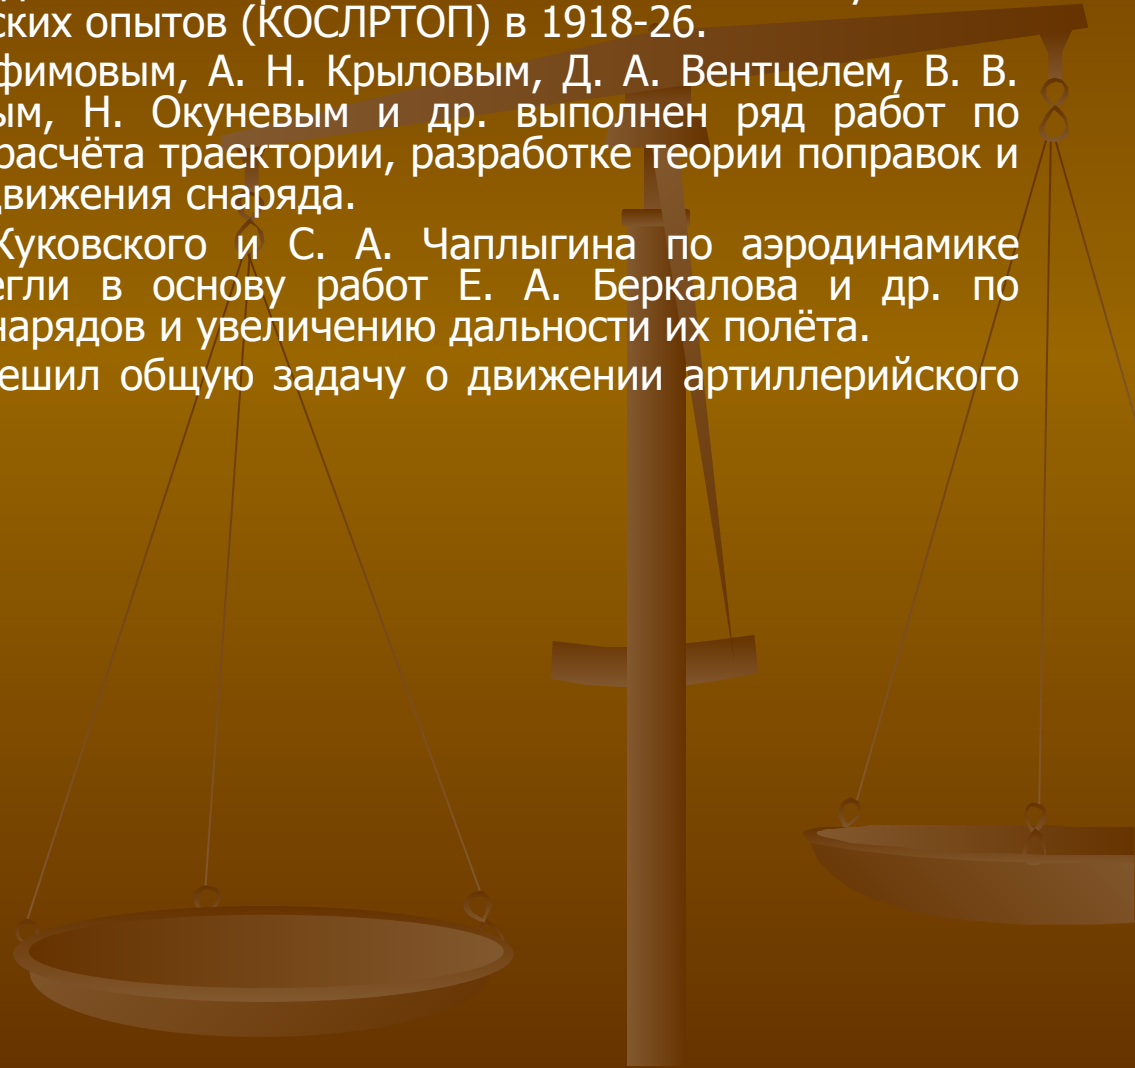 ских опытов (КОСЛРТОП) в 1918-26.
фимовым, А. Н. Крыловым, Д. А. Вентцелем, В. В.
ым, Н. Окуневым и др. выполнен ряд работ по
расчёта траектории, разработке теории поправок и
движения снаряда.
Жуковского и С. А. Чаплыгина по аэродинамике
егли в основу работ Е. А. Беркалова и др. по
нарядов и увеличению дальности их полёта.
ешил общую задачу о движении артиллерийского